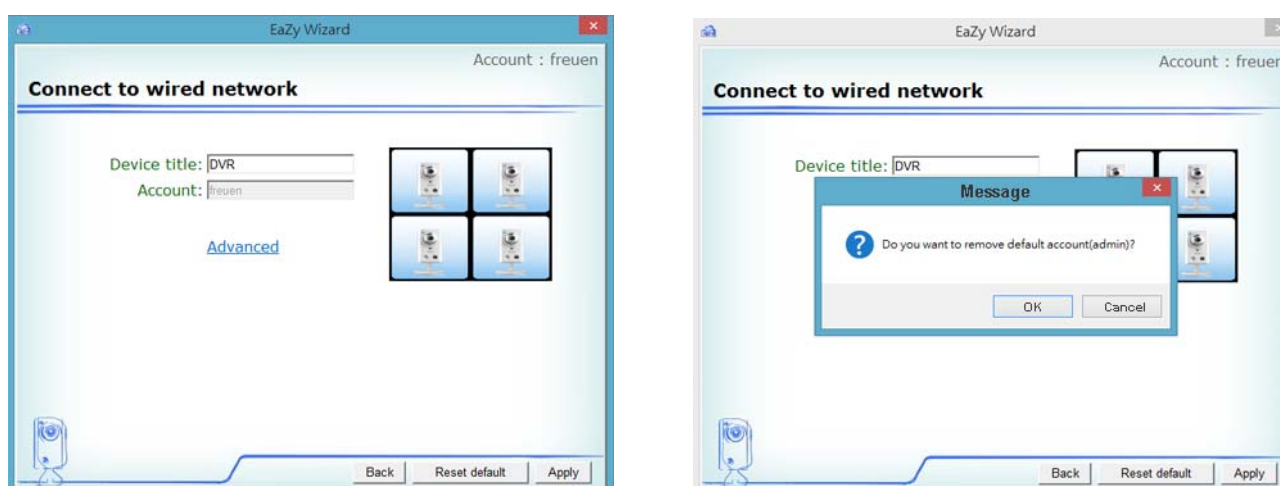 EaZy Wizard
Account : freuen
Connect to wired network
Device title: DVR
Account: freuen
Advanced
Back Reset default Apply
EaZy Wizard
Account : freuen
Connect to wired network
Device title: DVR
Message
Do you want to remove default account(admin)?
OK Cancel
Back Reset default Apply